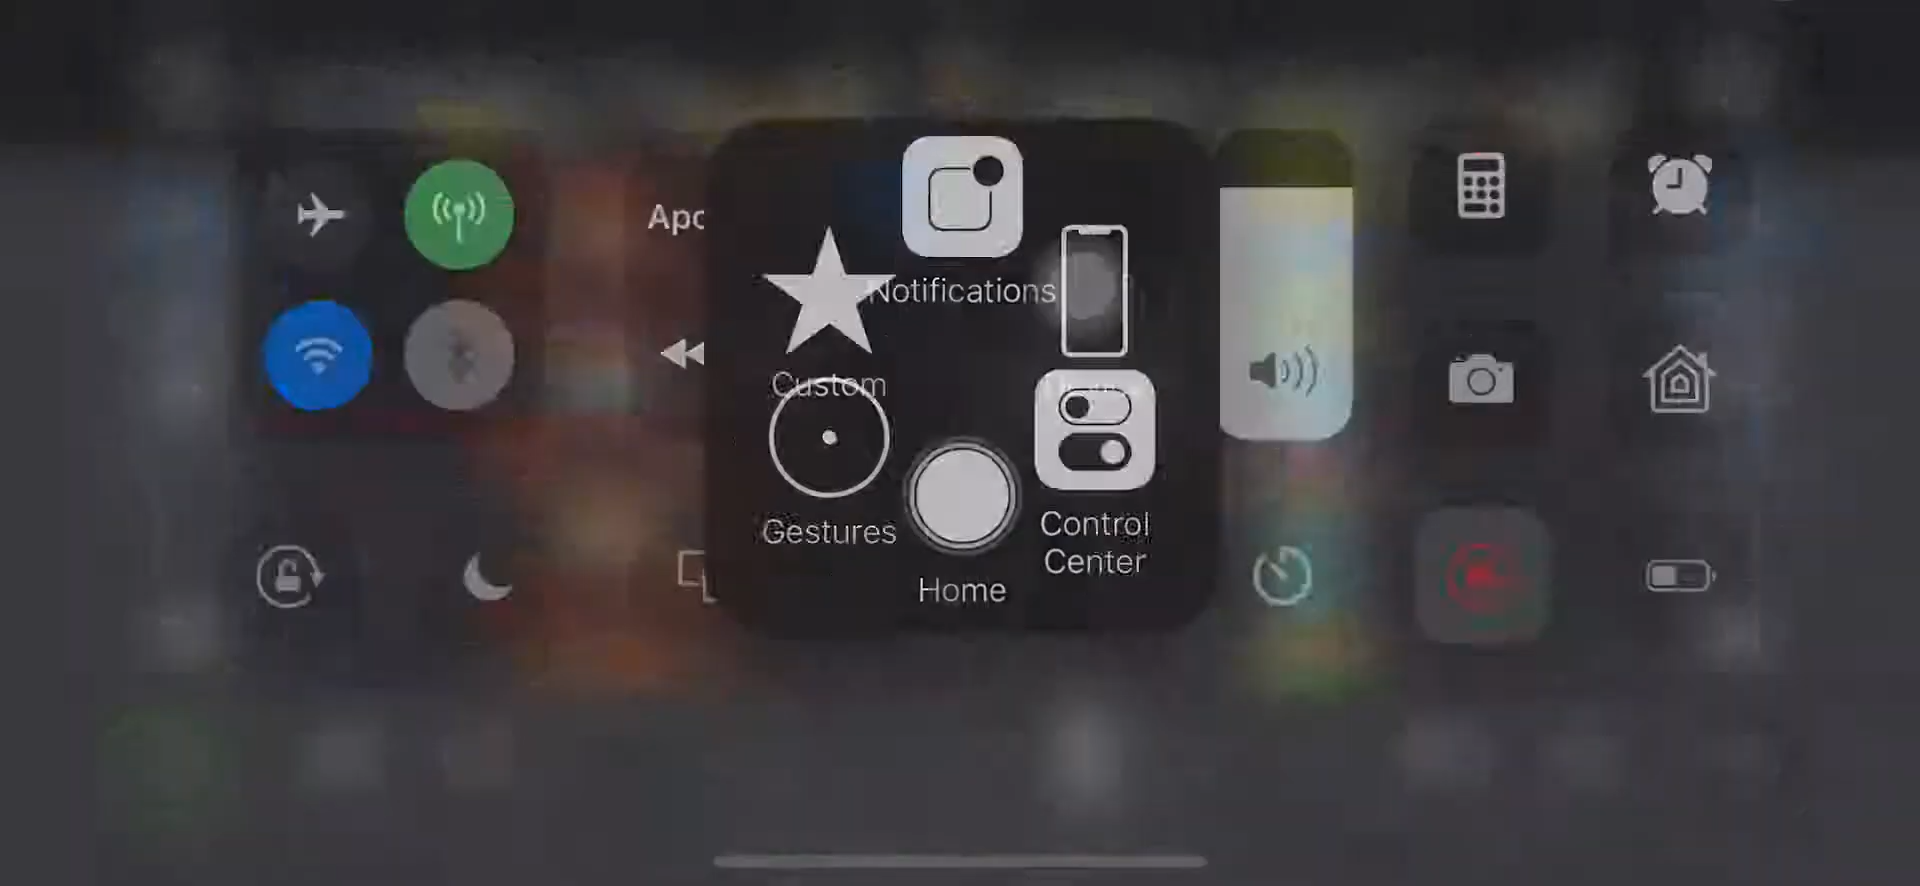 Notifications
Custom
Gestures
Home
Control
Center